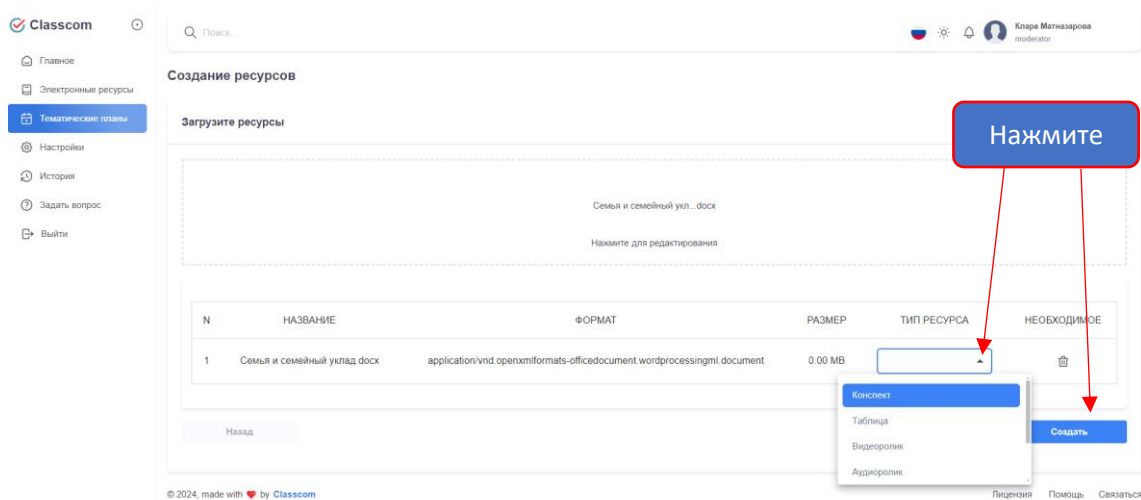 Classcom
Поиск...
Клара Матназарова
moderator
Главное
Электронные ресурсы
Тематические планы
Настройки
История
Задать вопрос
Выйти
Создание ресурсов
Загрузите ресурсы
Нажмите
Семья и семейный укл...docx
Нажмите для редактирования
N НАЗВАНИЕ ФОРМАТ РАЗМЕР ТИП РЕСУРСА НЕОБХОДИМОЕ
1 Семья и семейный уклад.docx application/vnd.openxmlformats-officedocument.wordprocessingml.document 0.00 MB
Конспект
Таблица
Видеоролик
Аудиоролик
Назад Создать
© 2024, made with ❤ by Classcom Лицензия Помощь Связаться